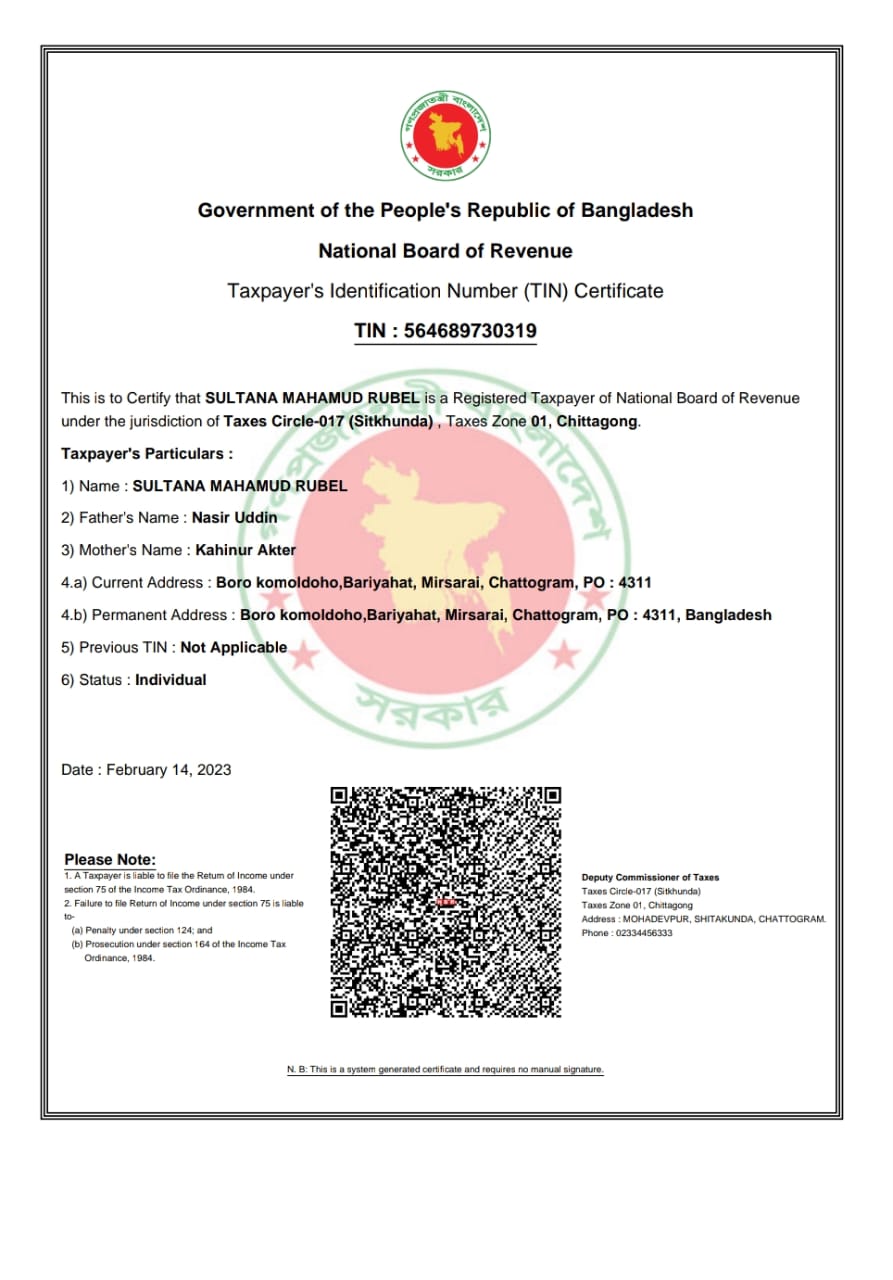 গণপ্রজাতন্ত্রী বাংলাদেশ
সরকার
Government of the People's Republic of Bangladesh
National Board of Revenue
Taxpayer's Identification Number (TIN) Certificate
TIN : 564689730319
This is to Certify that SULTANA MAHAMUD RUBEL is a Registered Taxpayer of National Board of Revenue
under the jurisdiction of Taxes Circle-017 (Sitkhunda) , Taxes Zone 01, Chittagong.
Taxpayer's Particulars :
1) Name : SULTANA MAHAMUD RUBEL
2) Father's Name : Nasir Uddin
3) Mother's Name : Kahinur Akter
4.a) Current Address : Boro komoldoho,Bariyahat, Mirsarai, Chattogram, PO : 4311
4.b) Permanent Address : Boro komoldoho,Bariyahat, Mirsarai, Chattogram, PO : 4311, Bangladesh
5) Previous TIN : Not Applicable
6) Status : Individual
গণপ্রজাতন্ত্রী বাংলাদেশ
সরকার
Date : February 14, 2023
Please Note:
1. A Taxpayer is liable to file the Return of Income under
section 75 of the Income Tax Ordinance, 1984.
2. Failure to file Return of Income under section 75 is liable
to-
(a) Penalty under section 124; and
(b) Prosecution under section 164 of the Income Tax
Ordinance, 1984.
Deputy Commissioner of Taxes
Taxes Circle-017 (Sitkhunda)
Taxes Zone 01, Chittagong
Address : MOHADEVPUR, SHITAKUNDA, CHATTOGRAM.
Phone : 02334456333
N. B: This is a system generated certificate and requires no manual signature.